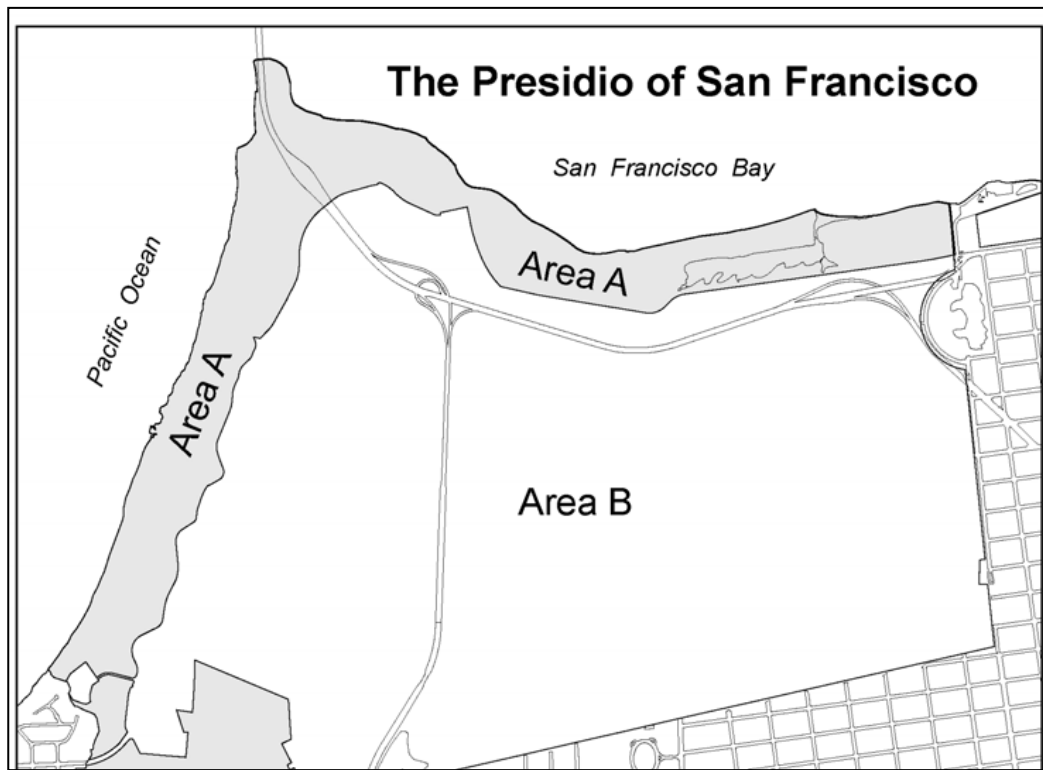 The Presidio of San Francisco
San Francisco Bay
Pacific Ocean
Area A
Area A
Area B